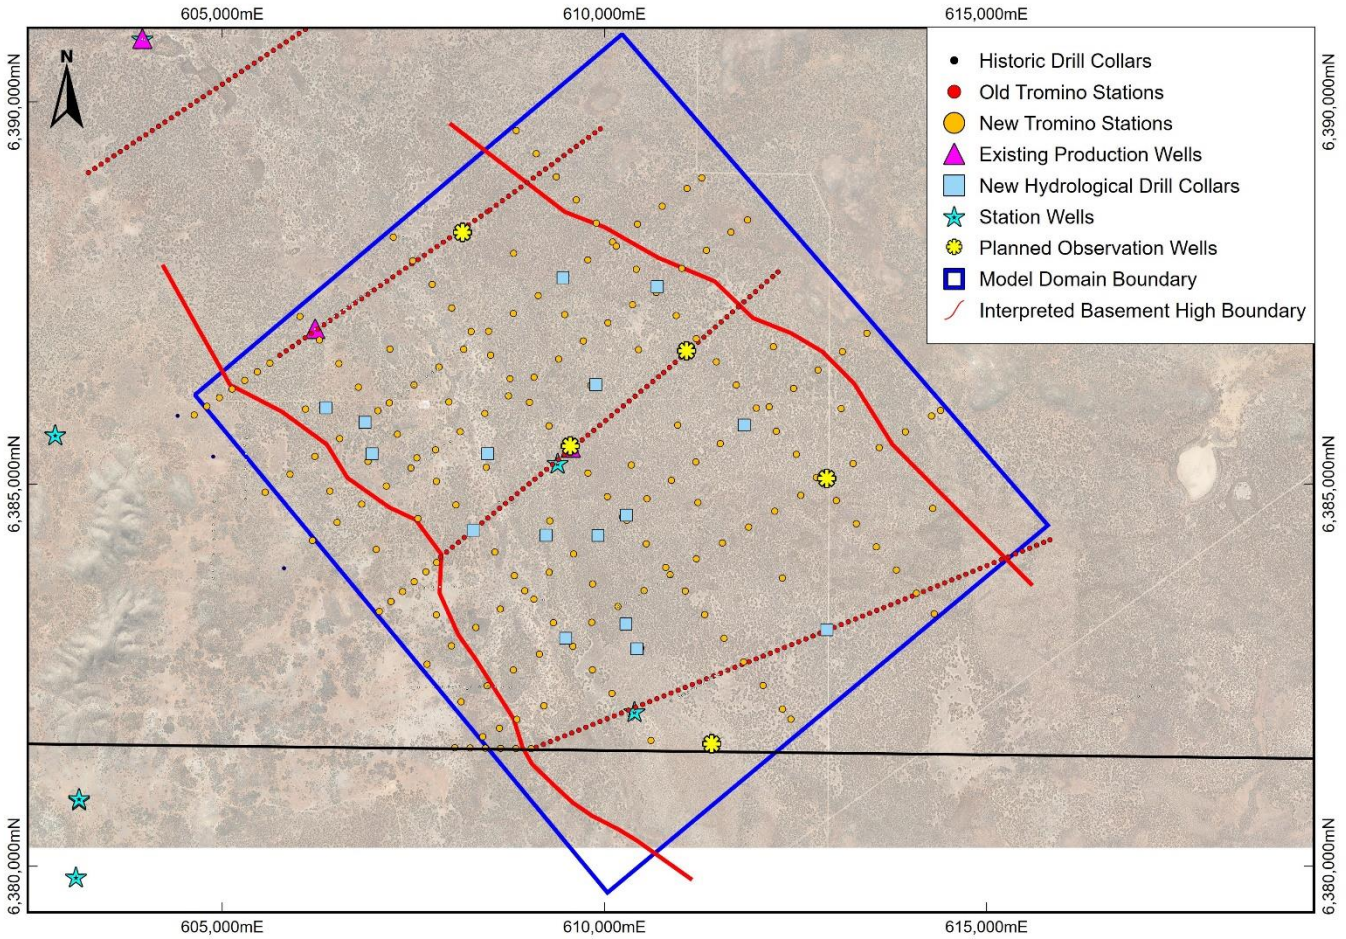 605,000mE
610,000mE
615,000mE
N
6,390,000mN
6,385,000mN
6,380,000mN
Historic Drill Collars
Old Tromino Stations
New Tromino Stations
Existing Production Wells
New Hydrological Drill Collars
Station Wells
Planned Observation Wells
Model Domain Boundary
Interpreted Basement High Boundary
6,390,000mN
6,385,000mN
6,380,000mN
605,000mE
610,000mE
615,000mE